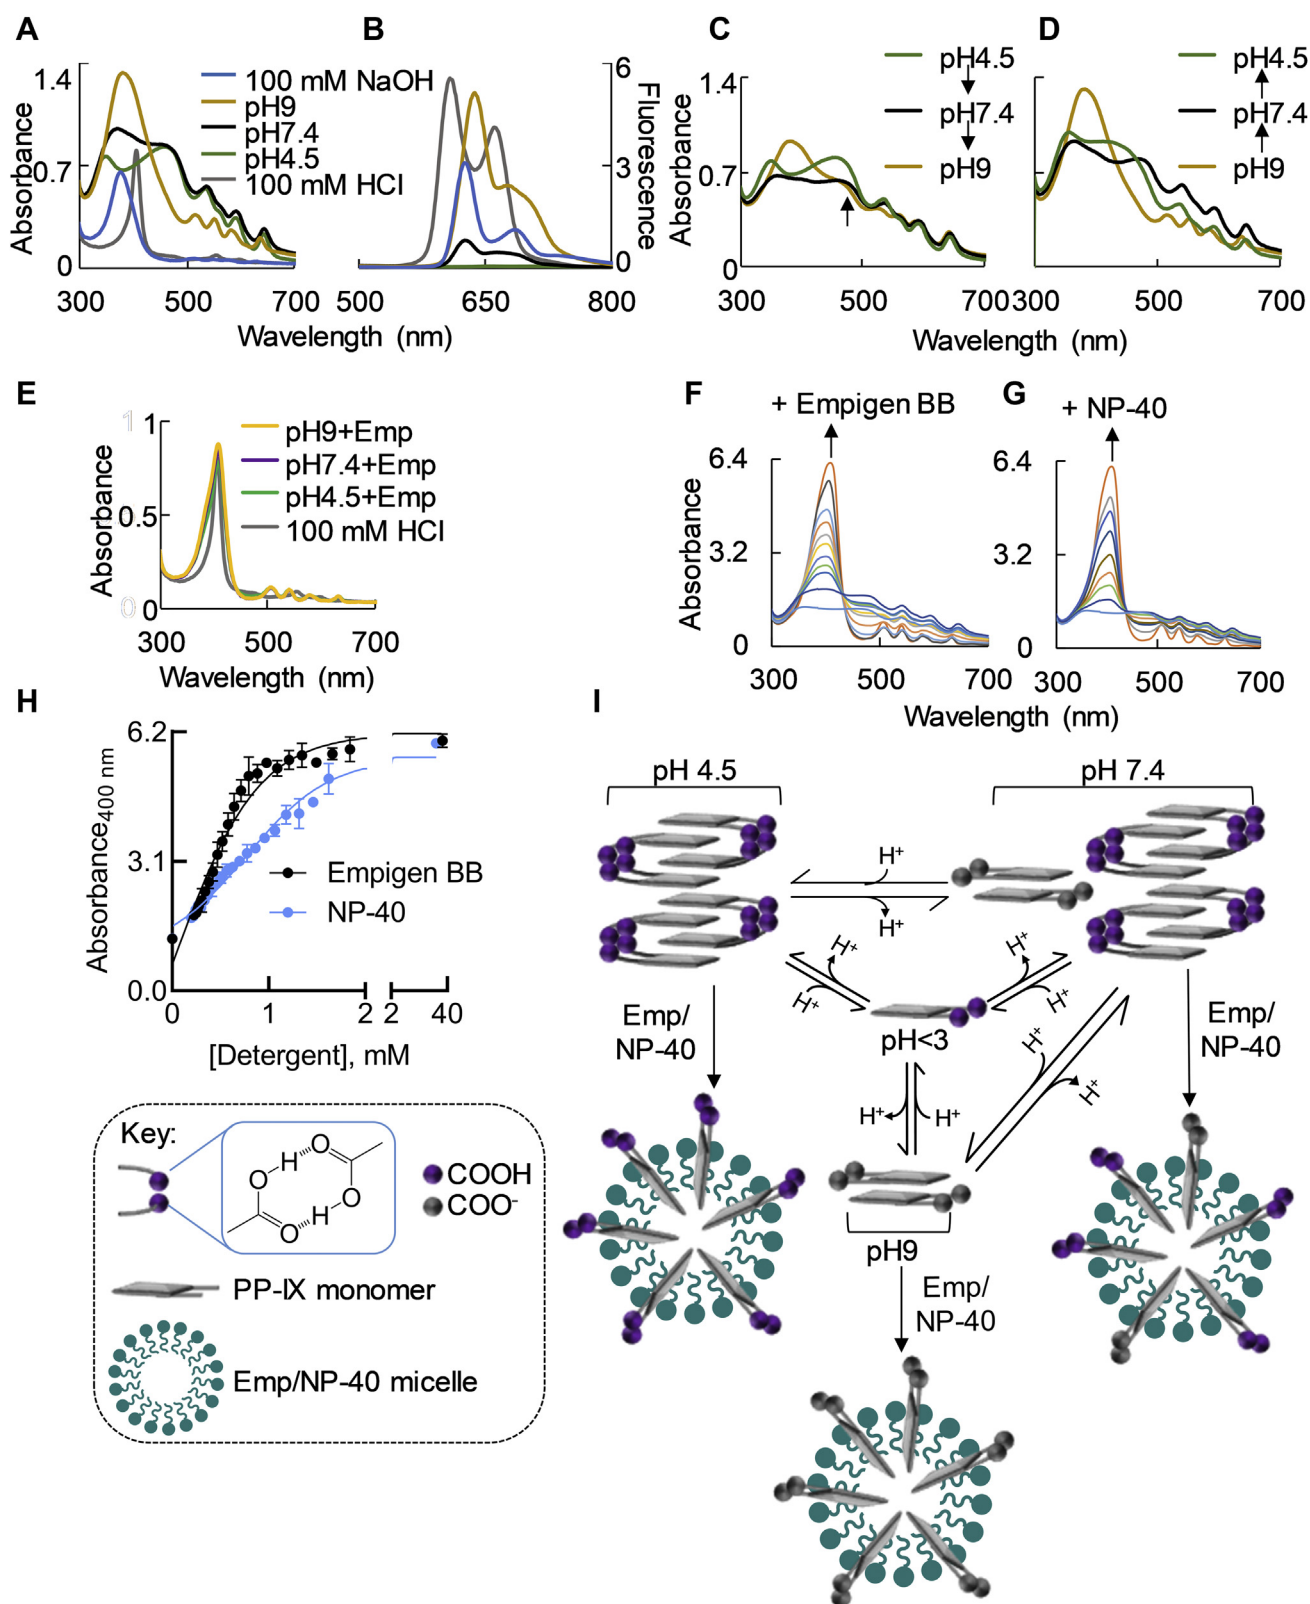 A
B
C
D
1.4
0.7
0
Absorbance
300
500
700
100 mM NaOH
pH9
pH7.4
pH4.5
100 mM HCl
6
3
0
Fluorescence
500
650
800
Wavelength (nm)
1.4
0.7
0
Absorbance
300
500
700
pH4.5
pH7.4
pH9
300
500
700
pH4.5
pH7.4
pH9
Wavelength (nm)
E
1
1
0.5
0
0
Absorbance
300
500
700
Wavelength (nm)
pH9+Emp
pH7.4+Emp
pH4.5+Emp
100 mM HCl
F
+ Empigen BB
6.4
3.2
0
Absorbance
300
500
700
G
+ NP-40
6.4
3.2
0
300
500
700
Wavelength (nm)
H
6.2
3.1
0.0
Absorbance400 nm
0
1
2
2
40
[Detergent], mM
Empigen BB
NP-40
I
pH 4.5
pH 7.4
H+
H+
H+
H+
H+
H+
pH<3
Emp/
NP-40
Emp/
NP-40
H+
H+
H+
H+
pH9
Emp/
NP-40
Key:
H
O
O
O
H
O
COOH
COO-
PP-IX monomer
Emp/NP-40 micelle